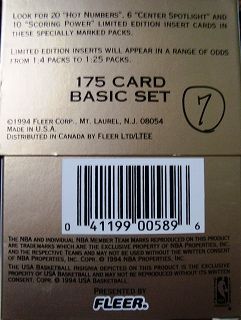 LOOK FOR 20 "HOT NUMBERS", 6 "CENTER SPOTLIGHT" AND
10 "SCORING POWER" LIMITED EDITION INSERT CARDS IN
THESE SPECIALLY MARKED PACKS.
LIMITED EDITION INSERTS WILL APPEAR IN A RANGE OF ODDS
FROM 1:4 PACKS TO 1:25 PACKS.
175 CARD
BASIC SET
7
©1994 FLEER CORP., MT. LAUREL, N.J. 08054
MADE IN U.S.A.
DISTRIBUTED IN CANADA BY FLEER LTD/LTEE
0 41199 00589 6
THE NBA AND INDIVIDUAL NBA MEMBER TEAM MARKS REPRODUCED ON THIS PRODUCT
ARE TRADEMARKS WHICH ARE THE EXCLUSIVE PROPERTY OF NBA PROPERTIES, INC.
AND THE RESPECTIVE TEAMS AND MAY NOT BE USED WITHOUT THE WRITTEN CONSENT
OF NBA PROPERTIES, INC. © 1994 NBA PROPERTIES, INC.
THE USA BASKETBALL INSIGNIA DEPICTED ON THIS PRODUCT IS THE EXCLUSIVE PROPERTY
OF USA BASKETBALL AND MAY NOT BE REPRODUCED WITHOUT ITS WRITTEN
CONSENT. © 1994 USA BASKETBALL.
PRESENTED BY
FLEER.